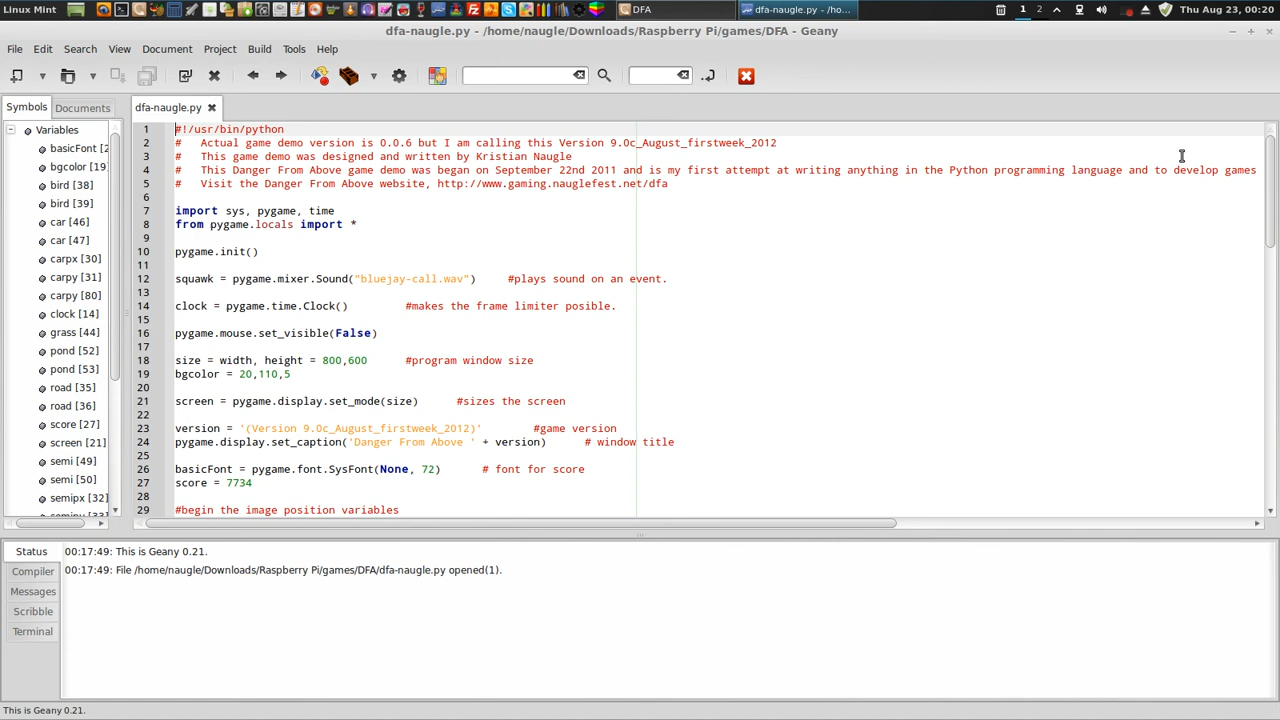 Linux Mint
DFA
dfa-naugle.py - /ho...
1
2
Thu Aug 23, 00:20
dfa-naugle.py - /home/naugle/Downloads/Raspberry Pi/games/DFA - Geany
File Edit Search View Document Project Build Tools Help
Symbols
Documents
dfa-naugle.py
Variables
basicFont [2
bgcolor [19]
bird [38]
bird [39]
car [46]
car [47]
carpx [30]
carpy [31]
carpy [80]
clock [14]
grass [44]
pond [52]
pond [53]
road [35]
road [36]
score [27]
screen [21]
semi [49]
semi [50]
semipx [32]
1 #!/usr/bin/python
2 #   Actual game demo version is 0.0.6 but I am calling this Version 9.0c_August_firstweek_2012
3 #   This game demo was designed and written by Kristian Naugle
4 #   This Danger From Above game demo was began on September 22nd 2011 and is my first attempt at writing anything in the Python programming language and to develop games
5 #   Visit the Danger From Above website, http://www.gaming.nauglefest.net/dfa
6
7 import sys, pygame, time
8 from pygame.locals import *
9
10 pygame.init()
11
12 squawk = pygame.mixer.Sound("bluejay-call.wav")     #plays sound on an event.
13
14 clock = pygame.time.Clock()         #makes the frame limiter posible.
15
16 pygame.mouse.set_visible(False)
17
18 size = width, height = 800,600      #program window size
19 bgcolor = 20,110,5
20
21 screen = pygame.display.set_mode(size)      #sizes the screen
22
23 version = '(Version 9.0c_August_firstweek_2012)'        #game version
24 pygame.display.set_caption('Danger From Above ' + version)      # window title
25
26 basicFont = pygame.font.SysFont(None, 72)       # font for score
27 score = 7734
28
29 #begin the image position variables
Status
Compiler
Messages
Scribble
Terminal
00:17:49: This is Geany 0.21.
00:17:49: File /home/naugle/Downloads/Raspberry Pi/games/DFA/dfa-naugle.py opened(1).
This is Geany 0.21.